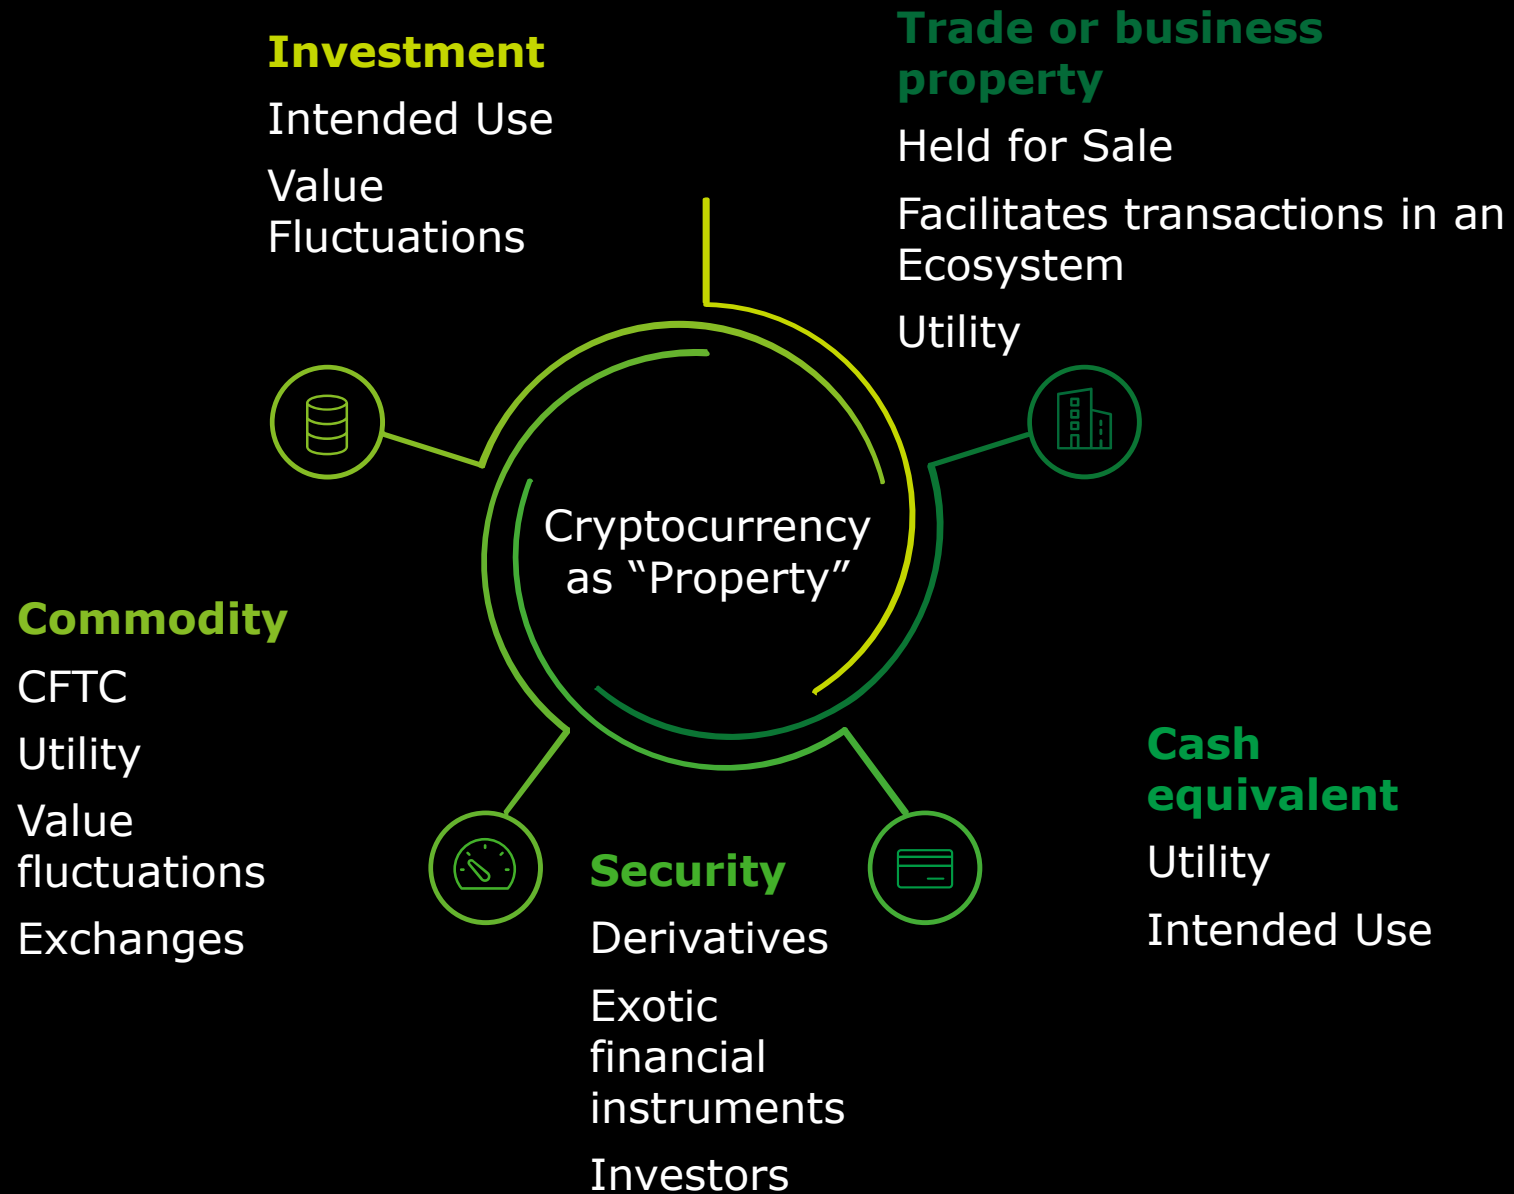 Investment
Intended Use
Value
Fluctuations
Trade or business
property
Held for Sale
Facilitates transactions in an
Ecosystem
Utility
Cryptocurrency
as “Property”
Commodity
CFTC
Utility
Value
fluctuations
Exchanges
Security
Derivatives
Exotic
financial
instruments
Investors
Cash
equivalent
Utility
Intended Use